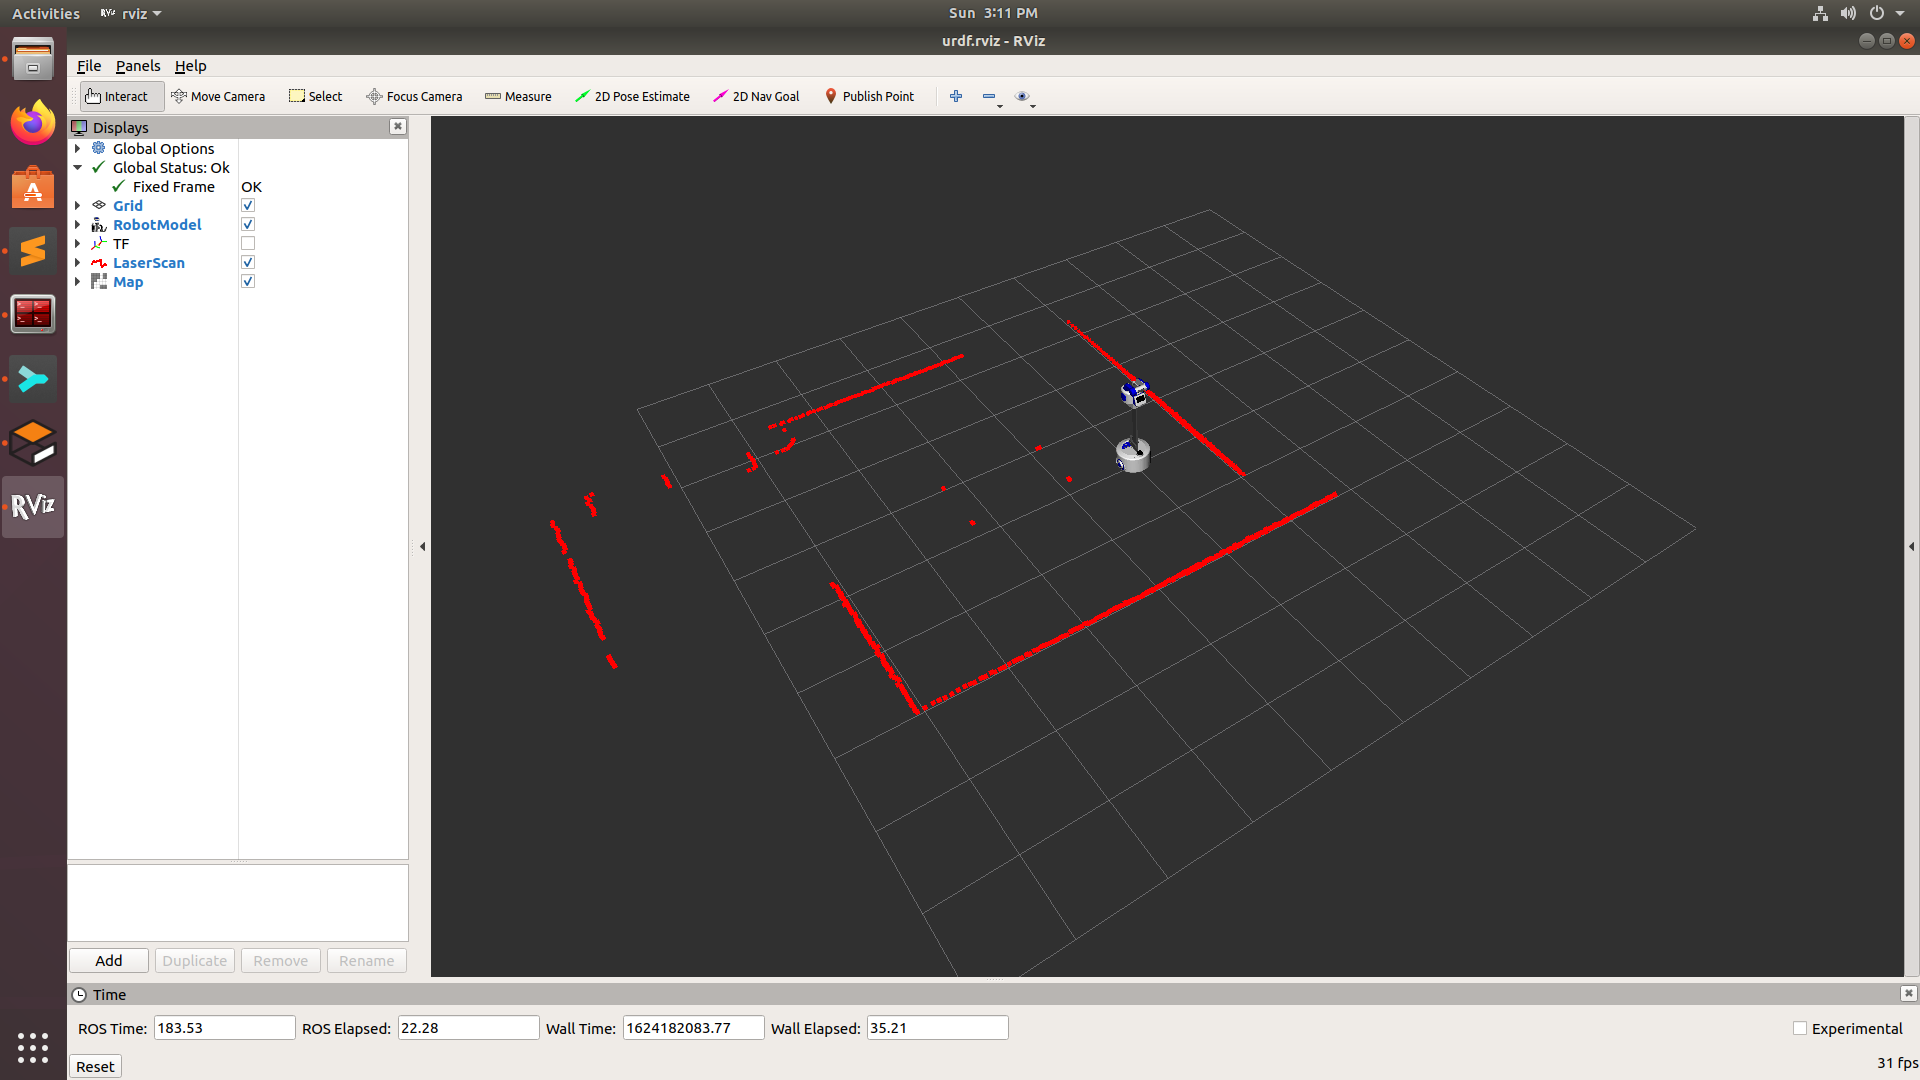 Activities rviz Sun 3:11 PM
urdf.rviz - RViz
File Panels Help
Interact Move Camera Select Focus Camera Measure 2D Pose Estimate 2D Nav Goal Publish Point
Displays
Global Options
Global Status: Ok
Fixed Frame OK
Grid
RobotModel
TF
LaserScan
Map
RViz
Add Duplicate Remove Rename
Time
ROS Time: 183.53 ROS Elapsed: 22.28 Wall Time: 1624182083.77 Wall Elapsed: 35.21 Experimental
Reset 31 fps